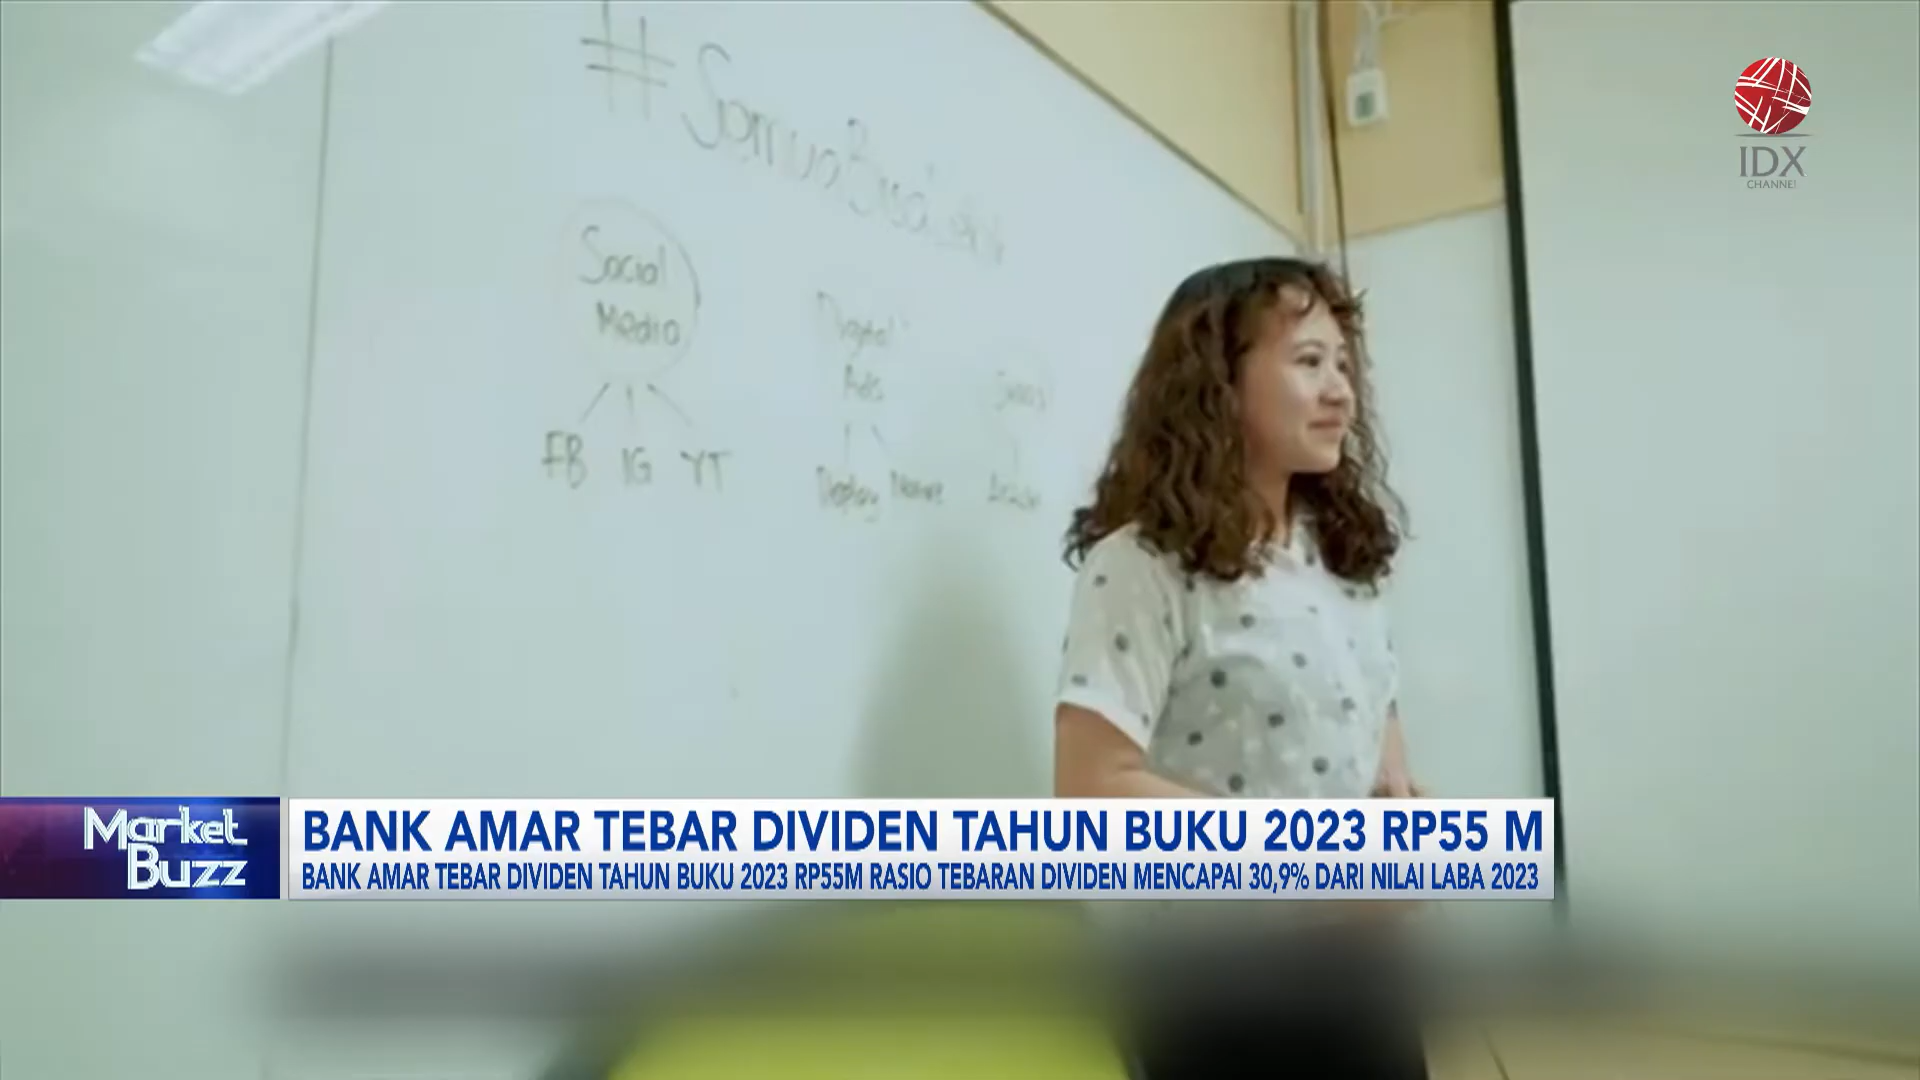 IDX
CHANNEL
Social
Media
Digital
Ads
FB IG YT
Display
Market
Buzz
BANK AMAR TEBAR DIVIDEN TAHUN BUKU 2023 RP55 M
BANK AMAR TEBAR DIVIDEN TAHUN BUKU 2023 RP55M RASIO TEBARAN DIVIDEN MENCAPAI 30,9% DARI NILAI LABA 2023